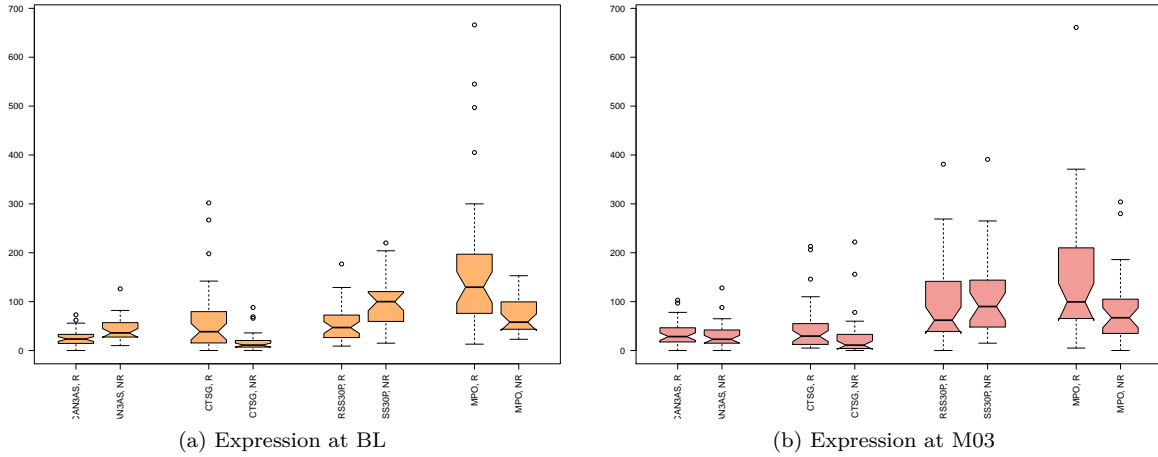 700
600
500
400
300
200
100
0
CAN3AS, R
AN3AS, NR
CTSG, R
CTSG, NR
RSS30P, R
SS30P, NR
MPO, R
MPO, NR
(a) Expression at BL
700
600
500
400
300
200
100
0
CAN3AS, R
AN3AS, NR
CTSG, R
CTSG, NR
RSS30P, R
SS30P, NR
MPO, R
MPO, NR
(b) Expression at M03